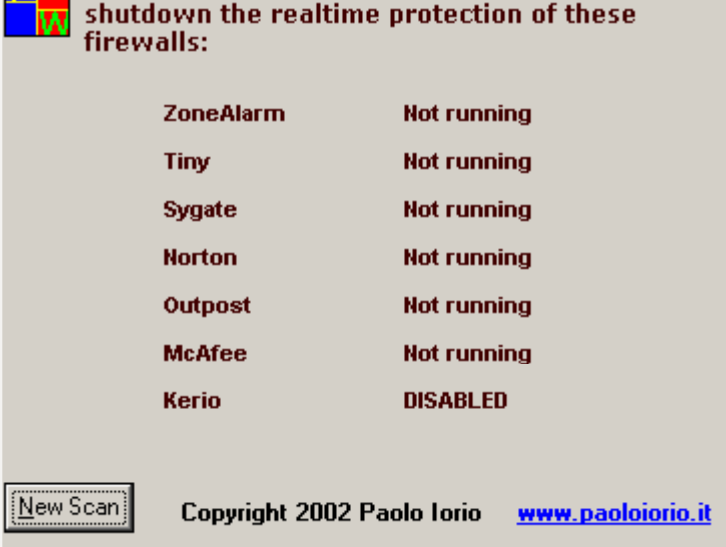 shutdown the realtime protection of these
firewalls:
ZoneAlarm Not running
Tiny Not running
Sygate Not running
Norton Not running
Outpost Not running
McAfee Not running
Kerio DISABLED
New Scan Copyright 2002 Paolo Iorio www.paoloiorio.it